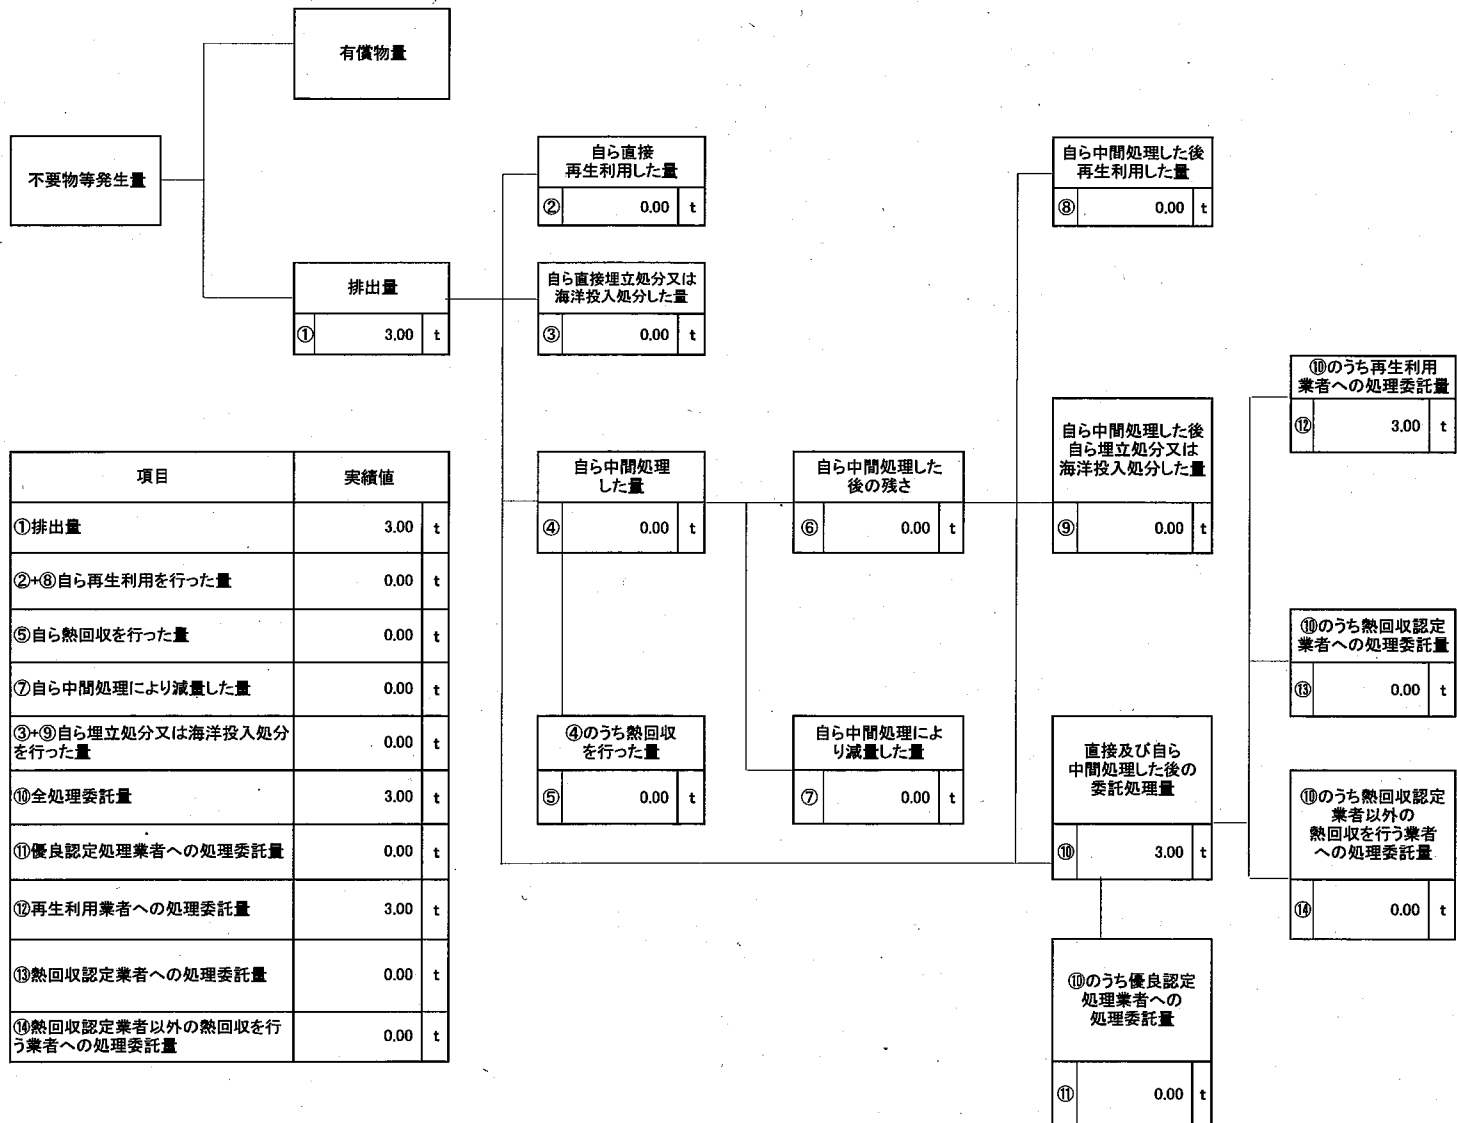 有償物量
不要物等発生量
排出量
① 3.00 t
自ら直接
再生利用した量
② 0.00 t
自ら直接埋立処分又は
海洋投入処分した量
③ 0.00 t
自ら中間処理
した量
④ 0.00 t
④のうち熱回収
を行った量
⑤ 0.00 t
自ら中間処理した
後の残さ
⑥ 0.00 t
自ら中間処理によ
り減量した量
⑦ 0.00 t
自ら中間処理した後
再生利用した量
⑧ 0.00 t
自ら中間処理した後
自ら埋立処分又は
海洋投入処分した量
⑨ 0.00 t
直接及び自ら
中間処理した後の
委託処理量
⑩ 3.00 t
⑩のうち優良認定
処理業者への
処理委託量
⑪ 0.00 t
⑩のうち再生利用
業者への処理委託量
⑫ 3.00 t
⑩のうち熱回収認定
業者への処理委託量
⑬ 0.00 t
⑩のうち熱回収認定
業者以外の
熱回収を行う業者
への処理委託量
⑭ 0.00 t
項目 実績値
①排出量 3.00 t
②+⑧自ら再生利用を行った量 0.00 t
⑤自ら熱回収を行った量 0.00 t
⑦自ら中間処理により減量した量 0.00 t
③+⑨自ら埋立処分又は海洋投入処分
を行った量 0.00 t
⑩全処理委託量 3.00 t
⑪優良認定処理業者への処理委託量 0.00 t
⑫再生利用業者への処理委託量 3.00 t
⑬熱回収認定業者への処理委託量 0.00 t
⑭熱回収認定業者以外の熱回収を行
う業者への処理委託量 0.00 t